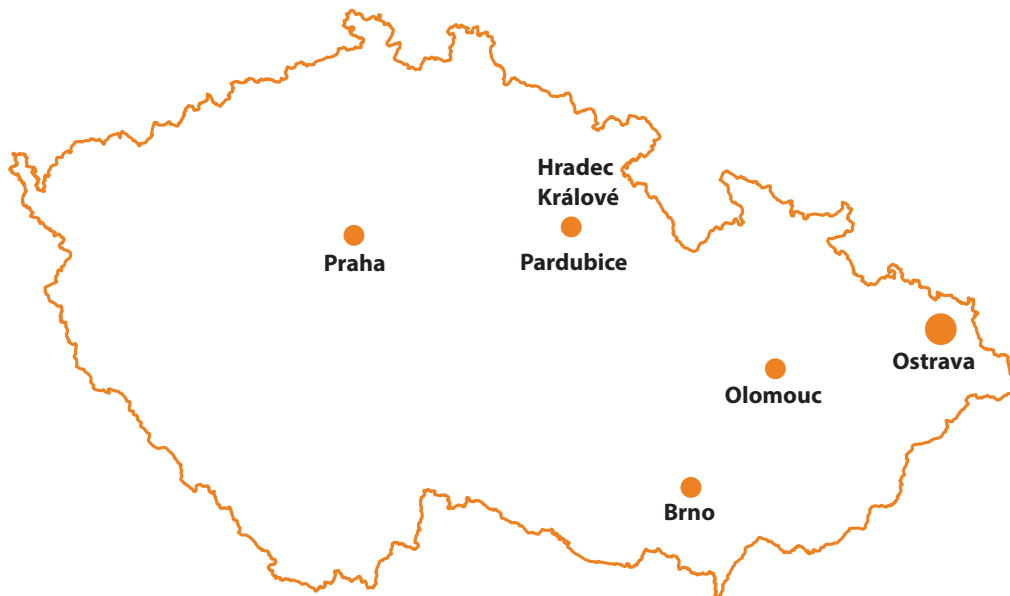 Hradec
Králové
Praha
Pardubice
Ostrava
Olomouc
Brno